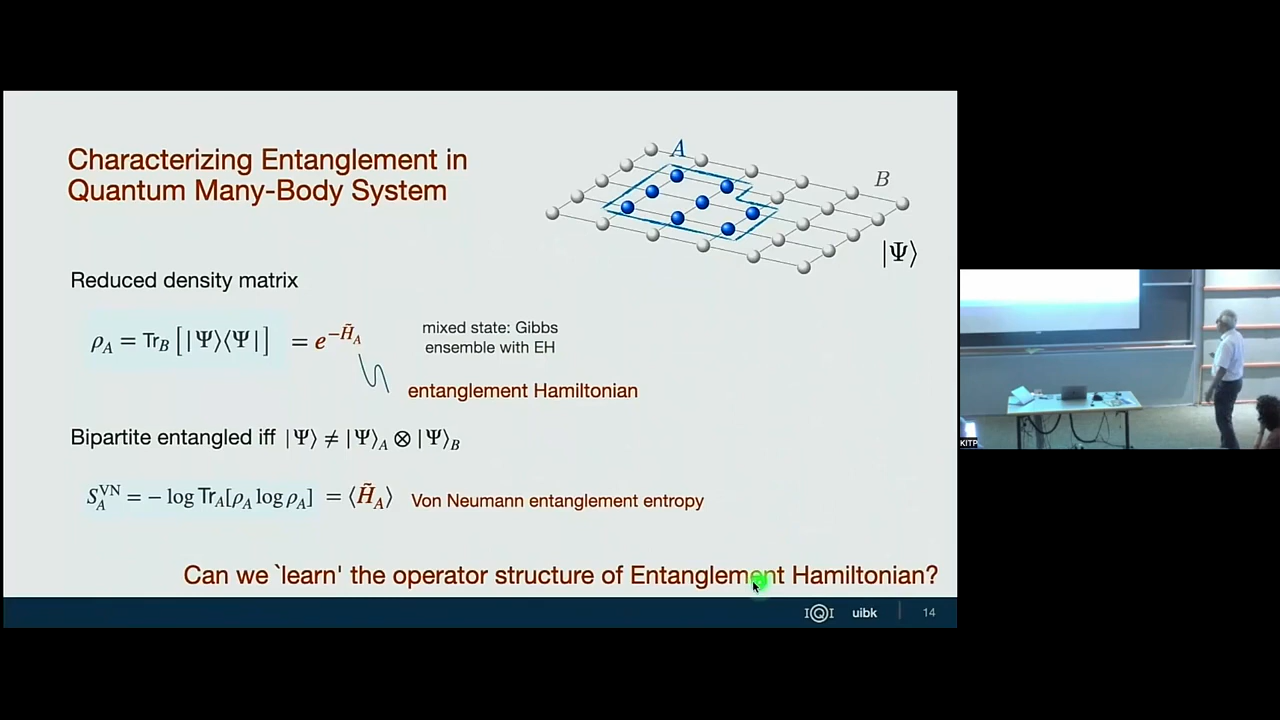 Characterizing Entanglement in
Quantum Many-Body System
A
B
|Ψ⟩
Reduced density matrix
ρ_A = Tr_B [|Ψ⟩⟨Ψ|] = e^{-H̃_A}
mixed state: Gibbs
ensemble with EH
entanglement Hamiltonian
Bipartite entangled iff |Ψ⟩ ≠ |Ψ⟩_A ⊗ |Ψ⟩_B
S_A^{VN} = − log Tr_A[ρ_A log ρ_A] = ⟨H̃_A⟩ Von Neumann entanglement entropy
Can we `learn' the operator structure of Entanglement Hamiltonian?
IQI uibk | 14
KITP